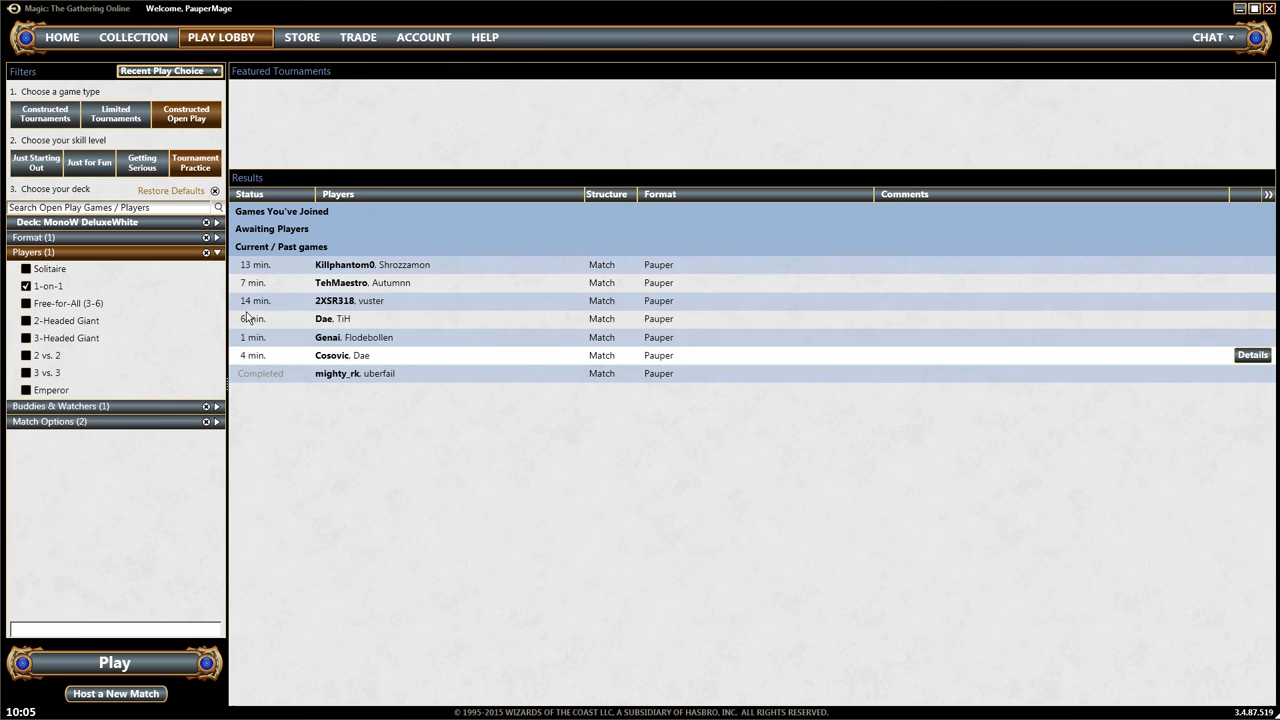 Magic: The Gathering Online Welcome, PauperMage
HOME COLLECTION PLAY LOBBY STORE TRADE ACCOUNT HELP CHAT
Filters Recent Play Choice
1. Choose a game type
Constructed Tournaments Limited Tournaments Constructed Open Play
2. Choose your skill level
Just Starting Out Just for Fun Getting Serious Tournament Practice
3. Choose your deck Restore Defaults
Search Open Play Games / Players
Deck: MonoW DeluxeWhite
Format (1)
Players (1)
Solitaire
1-on-1
Free-for-All (3-6)
2-Headed Giant
3-Headed Giant
2 vs. 2
3 vs. 3
Emperor
Buddies & Watchers (1)
Match Options (2)
Play
Host a New Match
10:05
Featured Tournaments
Results
Status Players Structure Format Comments
Games You've Joined
Awaiting Players
Current / Past games
13 min. Killphantom0, Shrozzamon Match Pauper
7 min. TehMaestro, Autumnn Match Pauper
14 min. 2XSR318, vuster Match Pauper
6 min. Dae, TiH Match Pauper
1 min. Genai, Flodebollen Match Pauper
4 min. Cosovic, Dae Match Pauper Details
Completed mighty_rk, uberfail Match Pauper
© 1995-2015 WIZARDS OF THE COAST LLC, A SUBSIDIARY OF HASBRO, INC. ALL RIGHTS RESERVED.
3.4.87.519